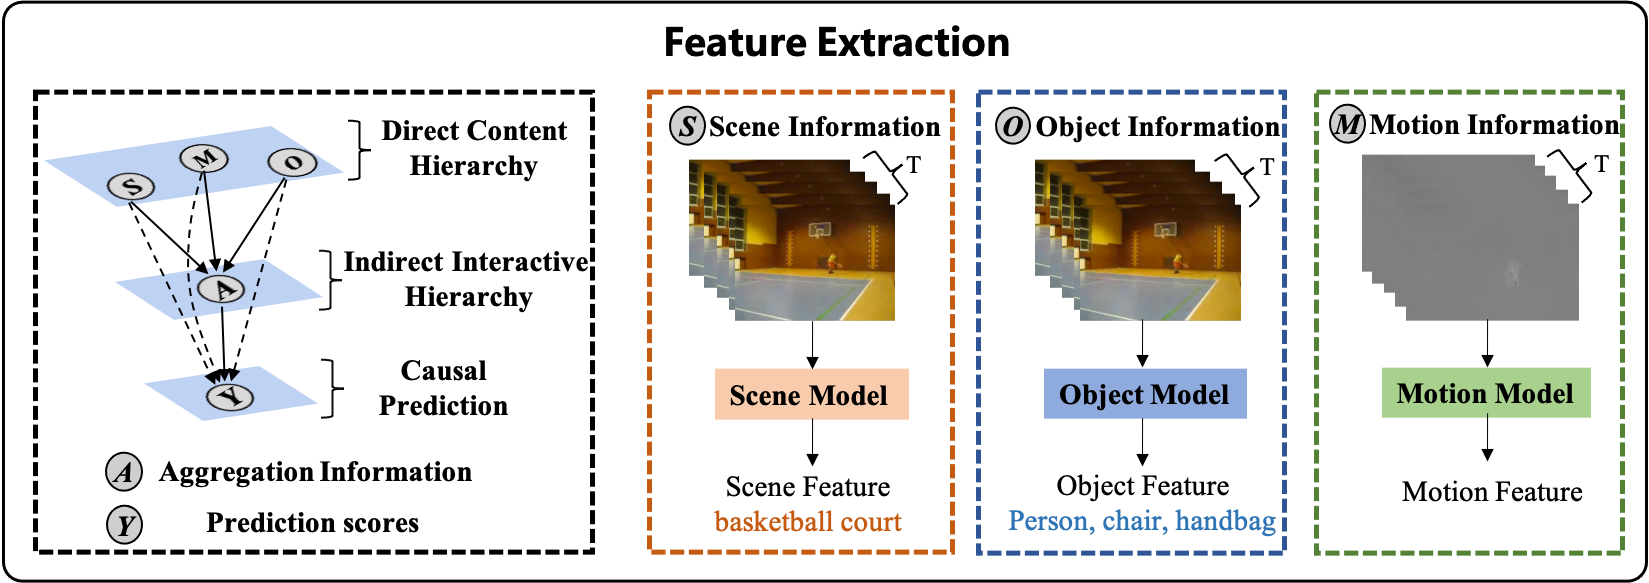 Feature Extraction
S
M
O
Direct Content
Hierarchy
A
Indirect Interactive
Hierarchy
Y
Causal
Prediction
A Aggregation Information
Y Prediction scores
S Scene Information
T
Scene Model
Scene Feature
basketball court
O Object Information
T
Object Model
Object Feature
Person, chair, handbag
M Motion Information
T
Motion Model
Motion Feature